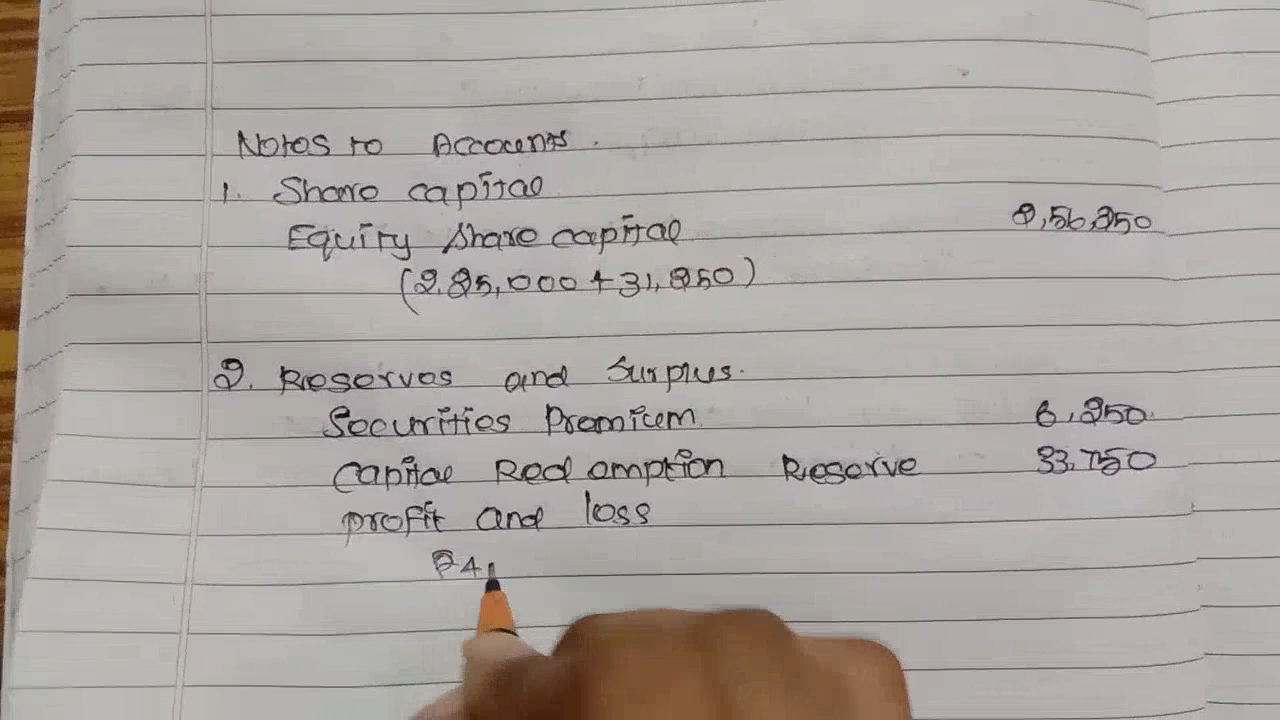 Notes to Accounts.
1. Share capital
Equity Share capital 2,56,250
(2,25,000 + 31,250)
2. Reserves and Surplus.
Securities Premium 6,250
Capital Redemption Reserve 33,750
profit and loss
24